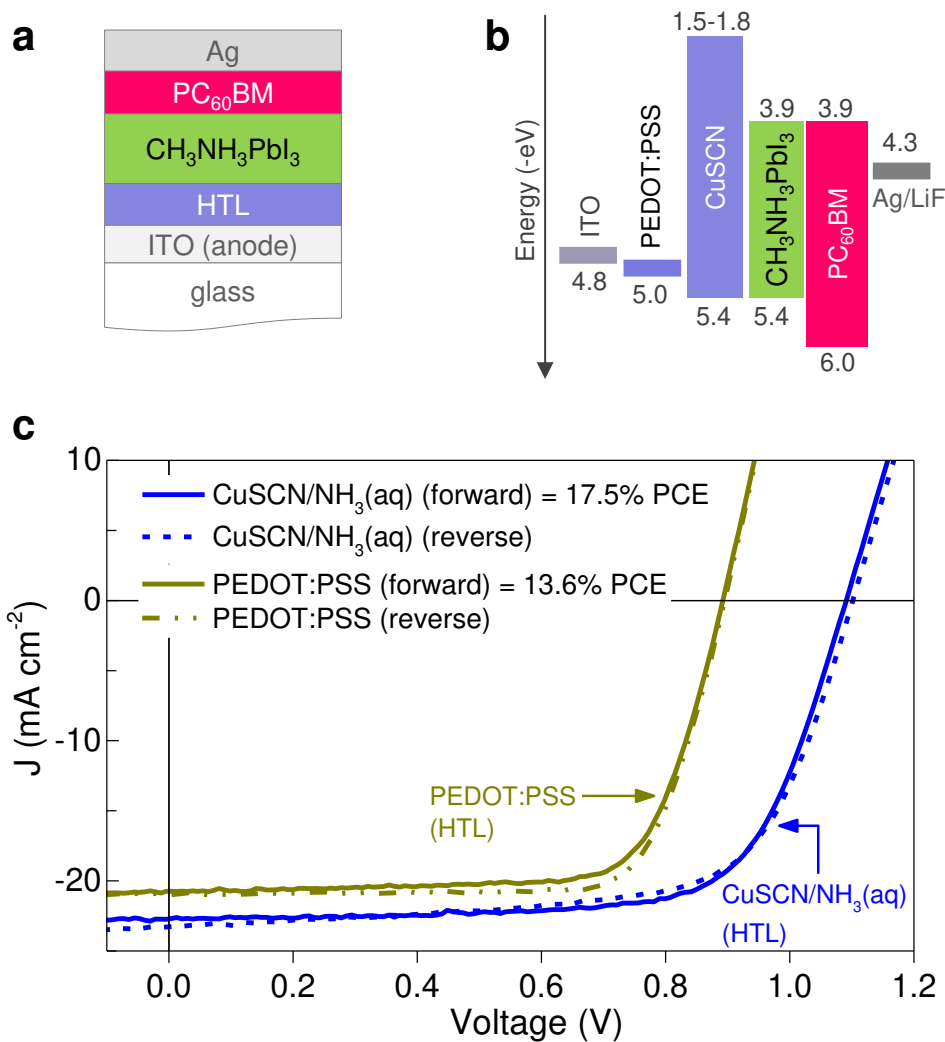 a
Ag
PC60BM
CH3NH3PbI3
HTL
ITO (anode)
glass
b
Energy (-eV)
ITO
4.8
PEDOT:PSS
5.0
1.5-1.8
CuSCN
5.4
3.9
CH3NH3PbI3
5.4
3.9
PC60BM
6.0
4.3
Ag/LiF
c
CuSCN/NH3(aq) (forward) = 17.5% PCE
CuSCN/NH3(aq) (reverse)
PEDOT:PSS (forward) = 13.6% PCE
PEDOT:PSS (reverse)
PEDOT:PSS
(HTL)
CuSCN/NH3(aq)
(HTL)
J (mA cm-2)
10
0
-10
-20
0.0
0.2
0.4
0.6
0.8
1.0
1.2
Voltage (V)